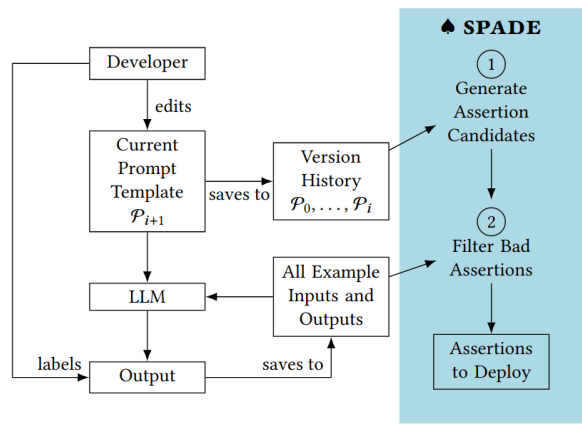 ♠ SPADE
1
Generate
Assertion
Candidates
Developer
edits
Current
Prompt
Template
𝒫i+1
saves to
Version
History
𝒫0, . . . , 𝒫i
2
Filter Bad
Assertions
All Example
Inputs and
Outputs
LLM
labels
Output
saves to
Assertions
to Deploy